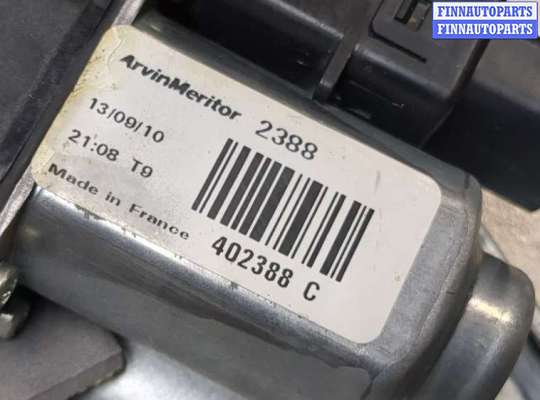 FINNAUTOPARTS
FINNAUTOPARTS
ArvinMeritor 2388
13/09/10
21:08 T9
Made in France
402388 C